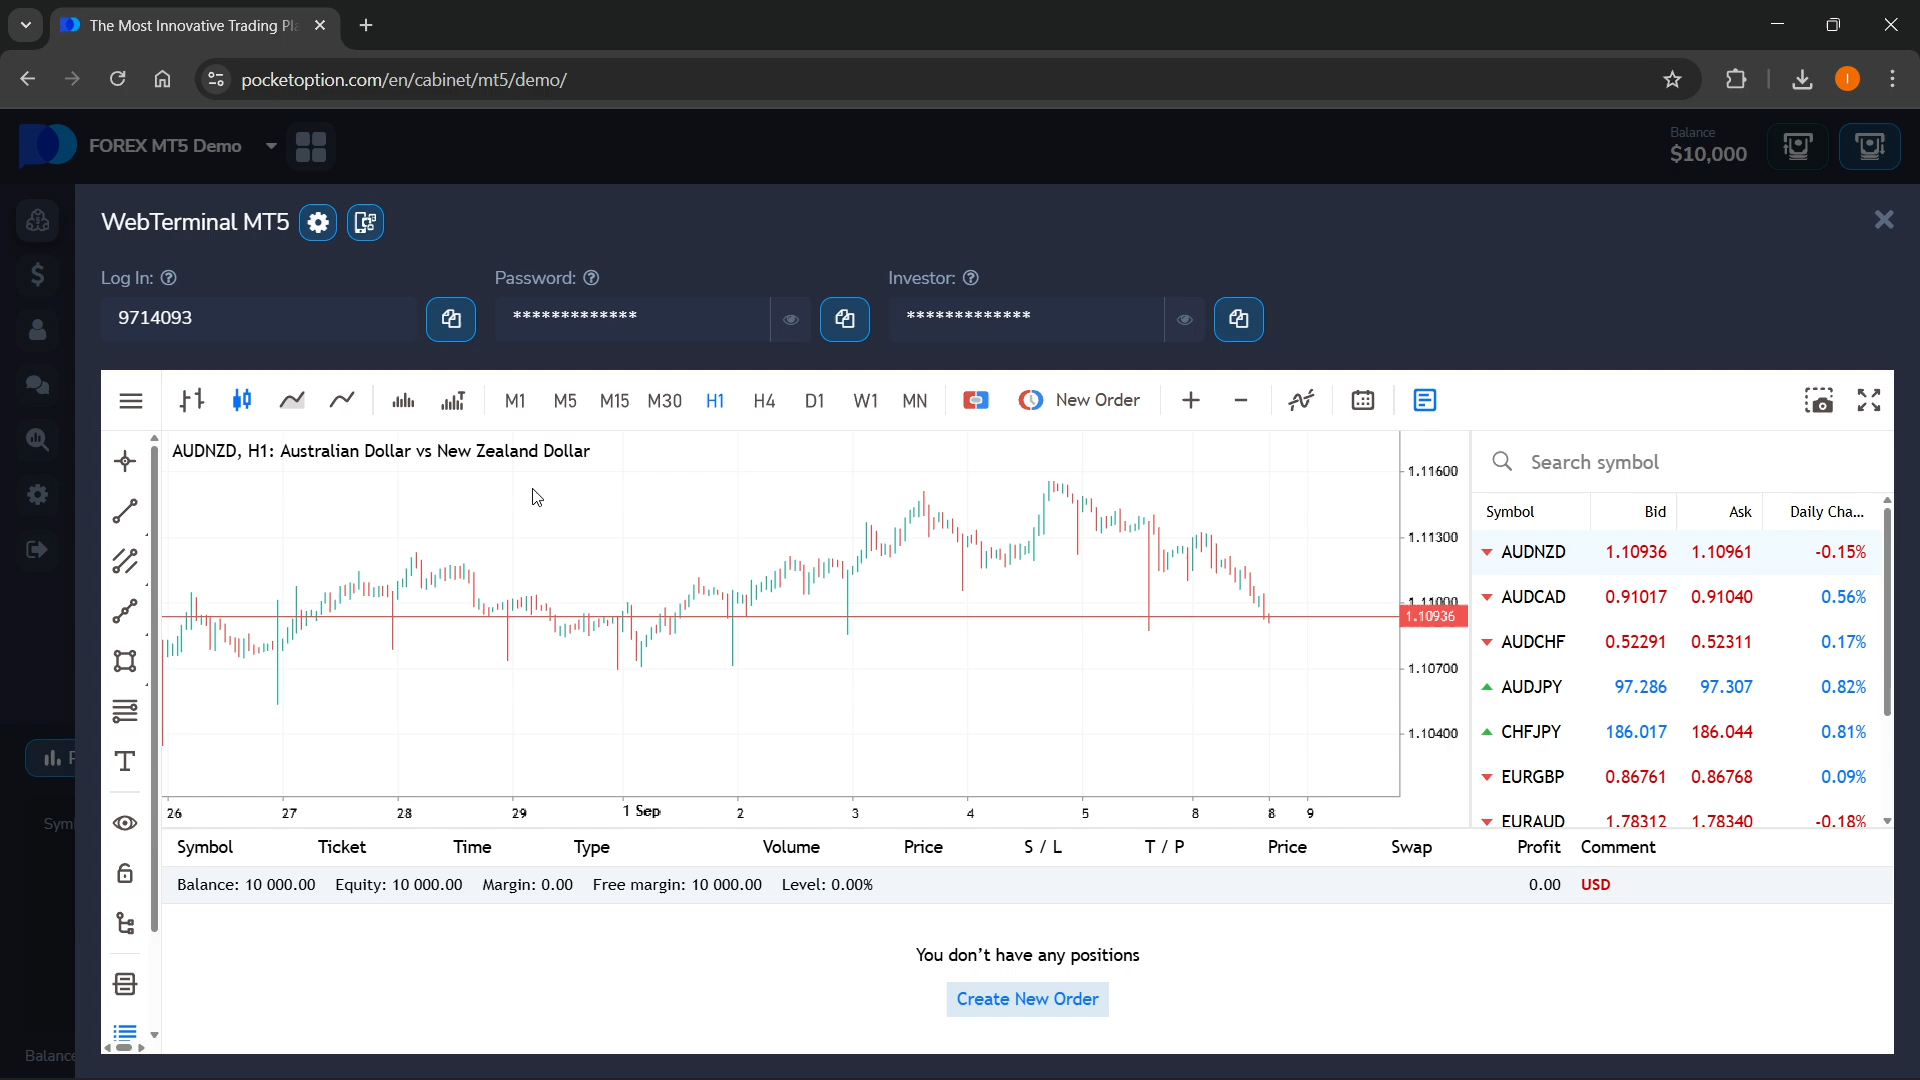 The Most Innovative Trading Pla
pocketoption.com/en/cabinet/mt5/demo/
FOREX MT5 Demo
Balance
$10,000
WebTerminal MT5
Log In:
Password:
Investor:
9714093
*************
*************
M1 M5 M15 M30 H1 H4 D1 W1 MN New Order
AUDNZD, H1: Australian Dollar vs New Zealand Dollar
1.11600
1.11300
1.11000
1.10936
1.10700
1.10400
26 27 28 29 1 Sep 2 3 4 5 8 8 9
Search symbol
Symbol Bid Ask Daily Cha...
AUDNZD 1.10936 1.10961 -0.15%
AUDCAD 0.91017 0.91040 0.56%
AUDCHF 0.52291 0.52311 0.17%
AUDJPY 97.286 97.307 0.82%
CHFJPY 186.017 186.044 0.81%
EURGBP 0.86761 0.86768 0.09%
EURAUD 1.78312 1.78340 -0.18%
Symbol Ticket Time Type Volume Price S / L T / P Price Swap Profit Comment
Balance: 10 000.00 Equity: 10 000.00 Margin: 0.00 Free margin: 10 000.00 Level: 0.00% 0.00 USD
You don't have any positions
Create New Order
Balance